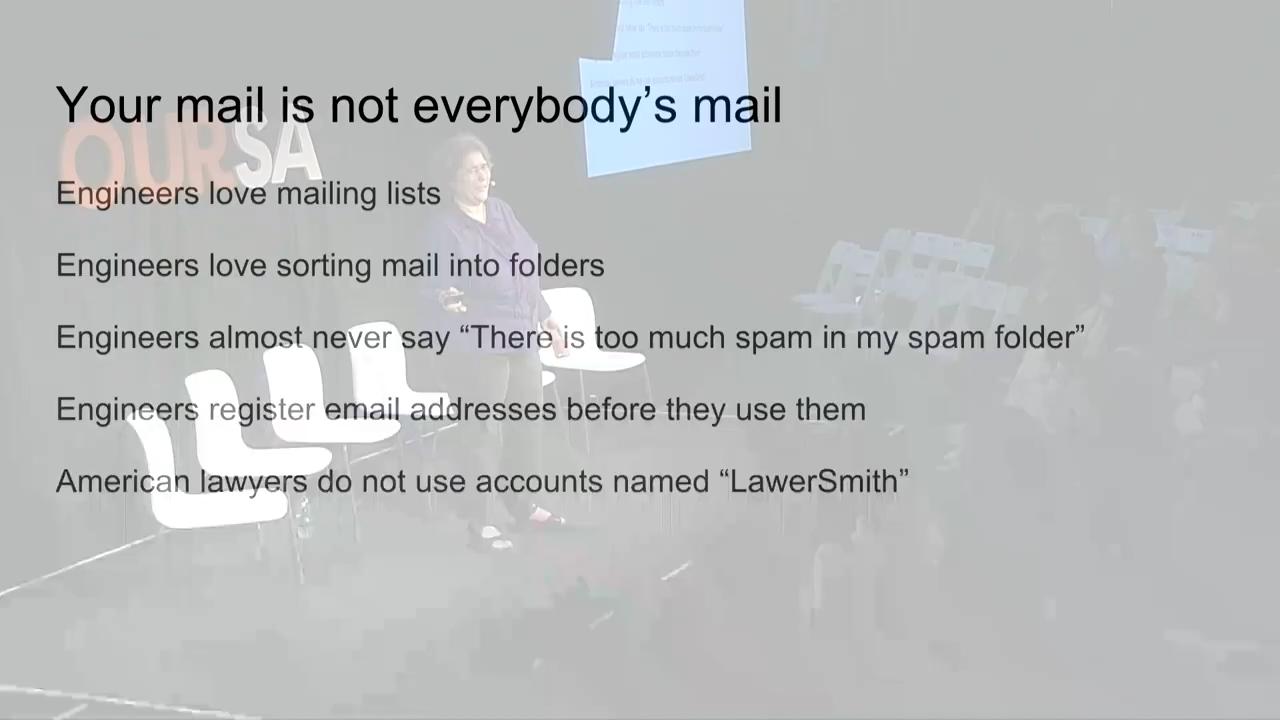 Your mail is not everybody’s mail
OURSA
Engineers love mailing lists
Engineers love sorting mail into folders
Engineers almost never say “There is too much spam in my spam folder”
Engineers register email addresses before they use them
American lawyers do not use accounts named “LawerSmith”